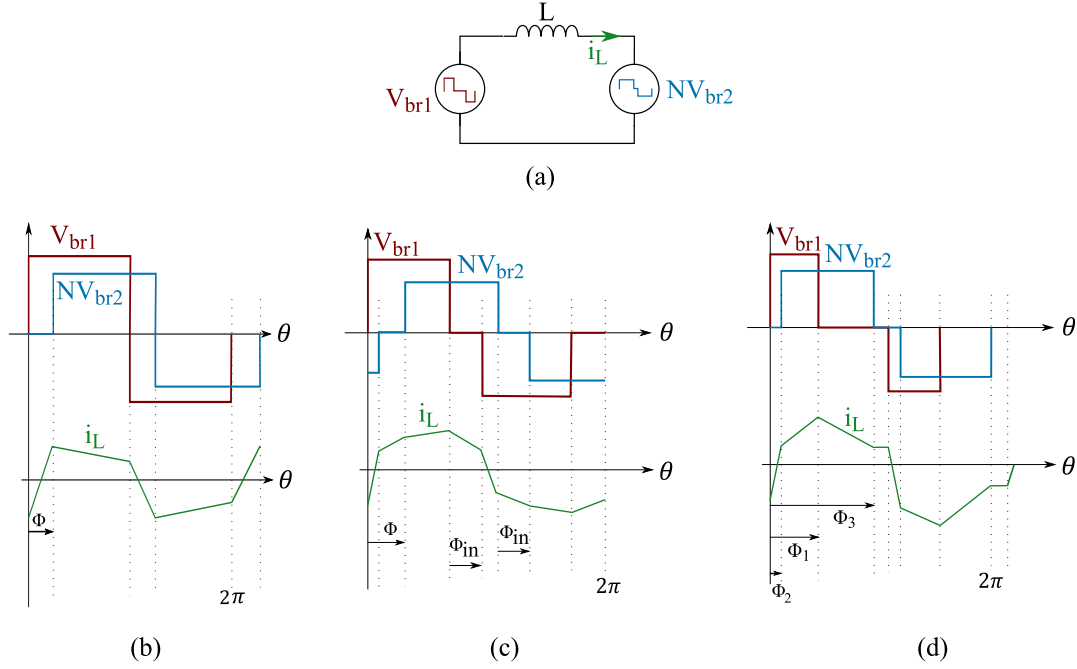 L
i_L
V_br1
NV_br2
(a)
V_br1
NV_br2
θ
i_L
θ
Φ
2π
(b)
V_br1
NV_br2
θ
i_L
θ
Φ
Φ_in
Φ_in
2π
(c)
V_br1
NV_br2
θ
i_L
θ
Φ_3
Φ_1
Φ_2
2π
(d)